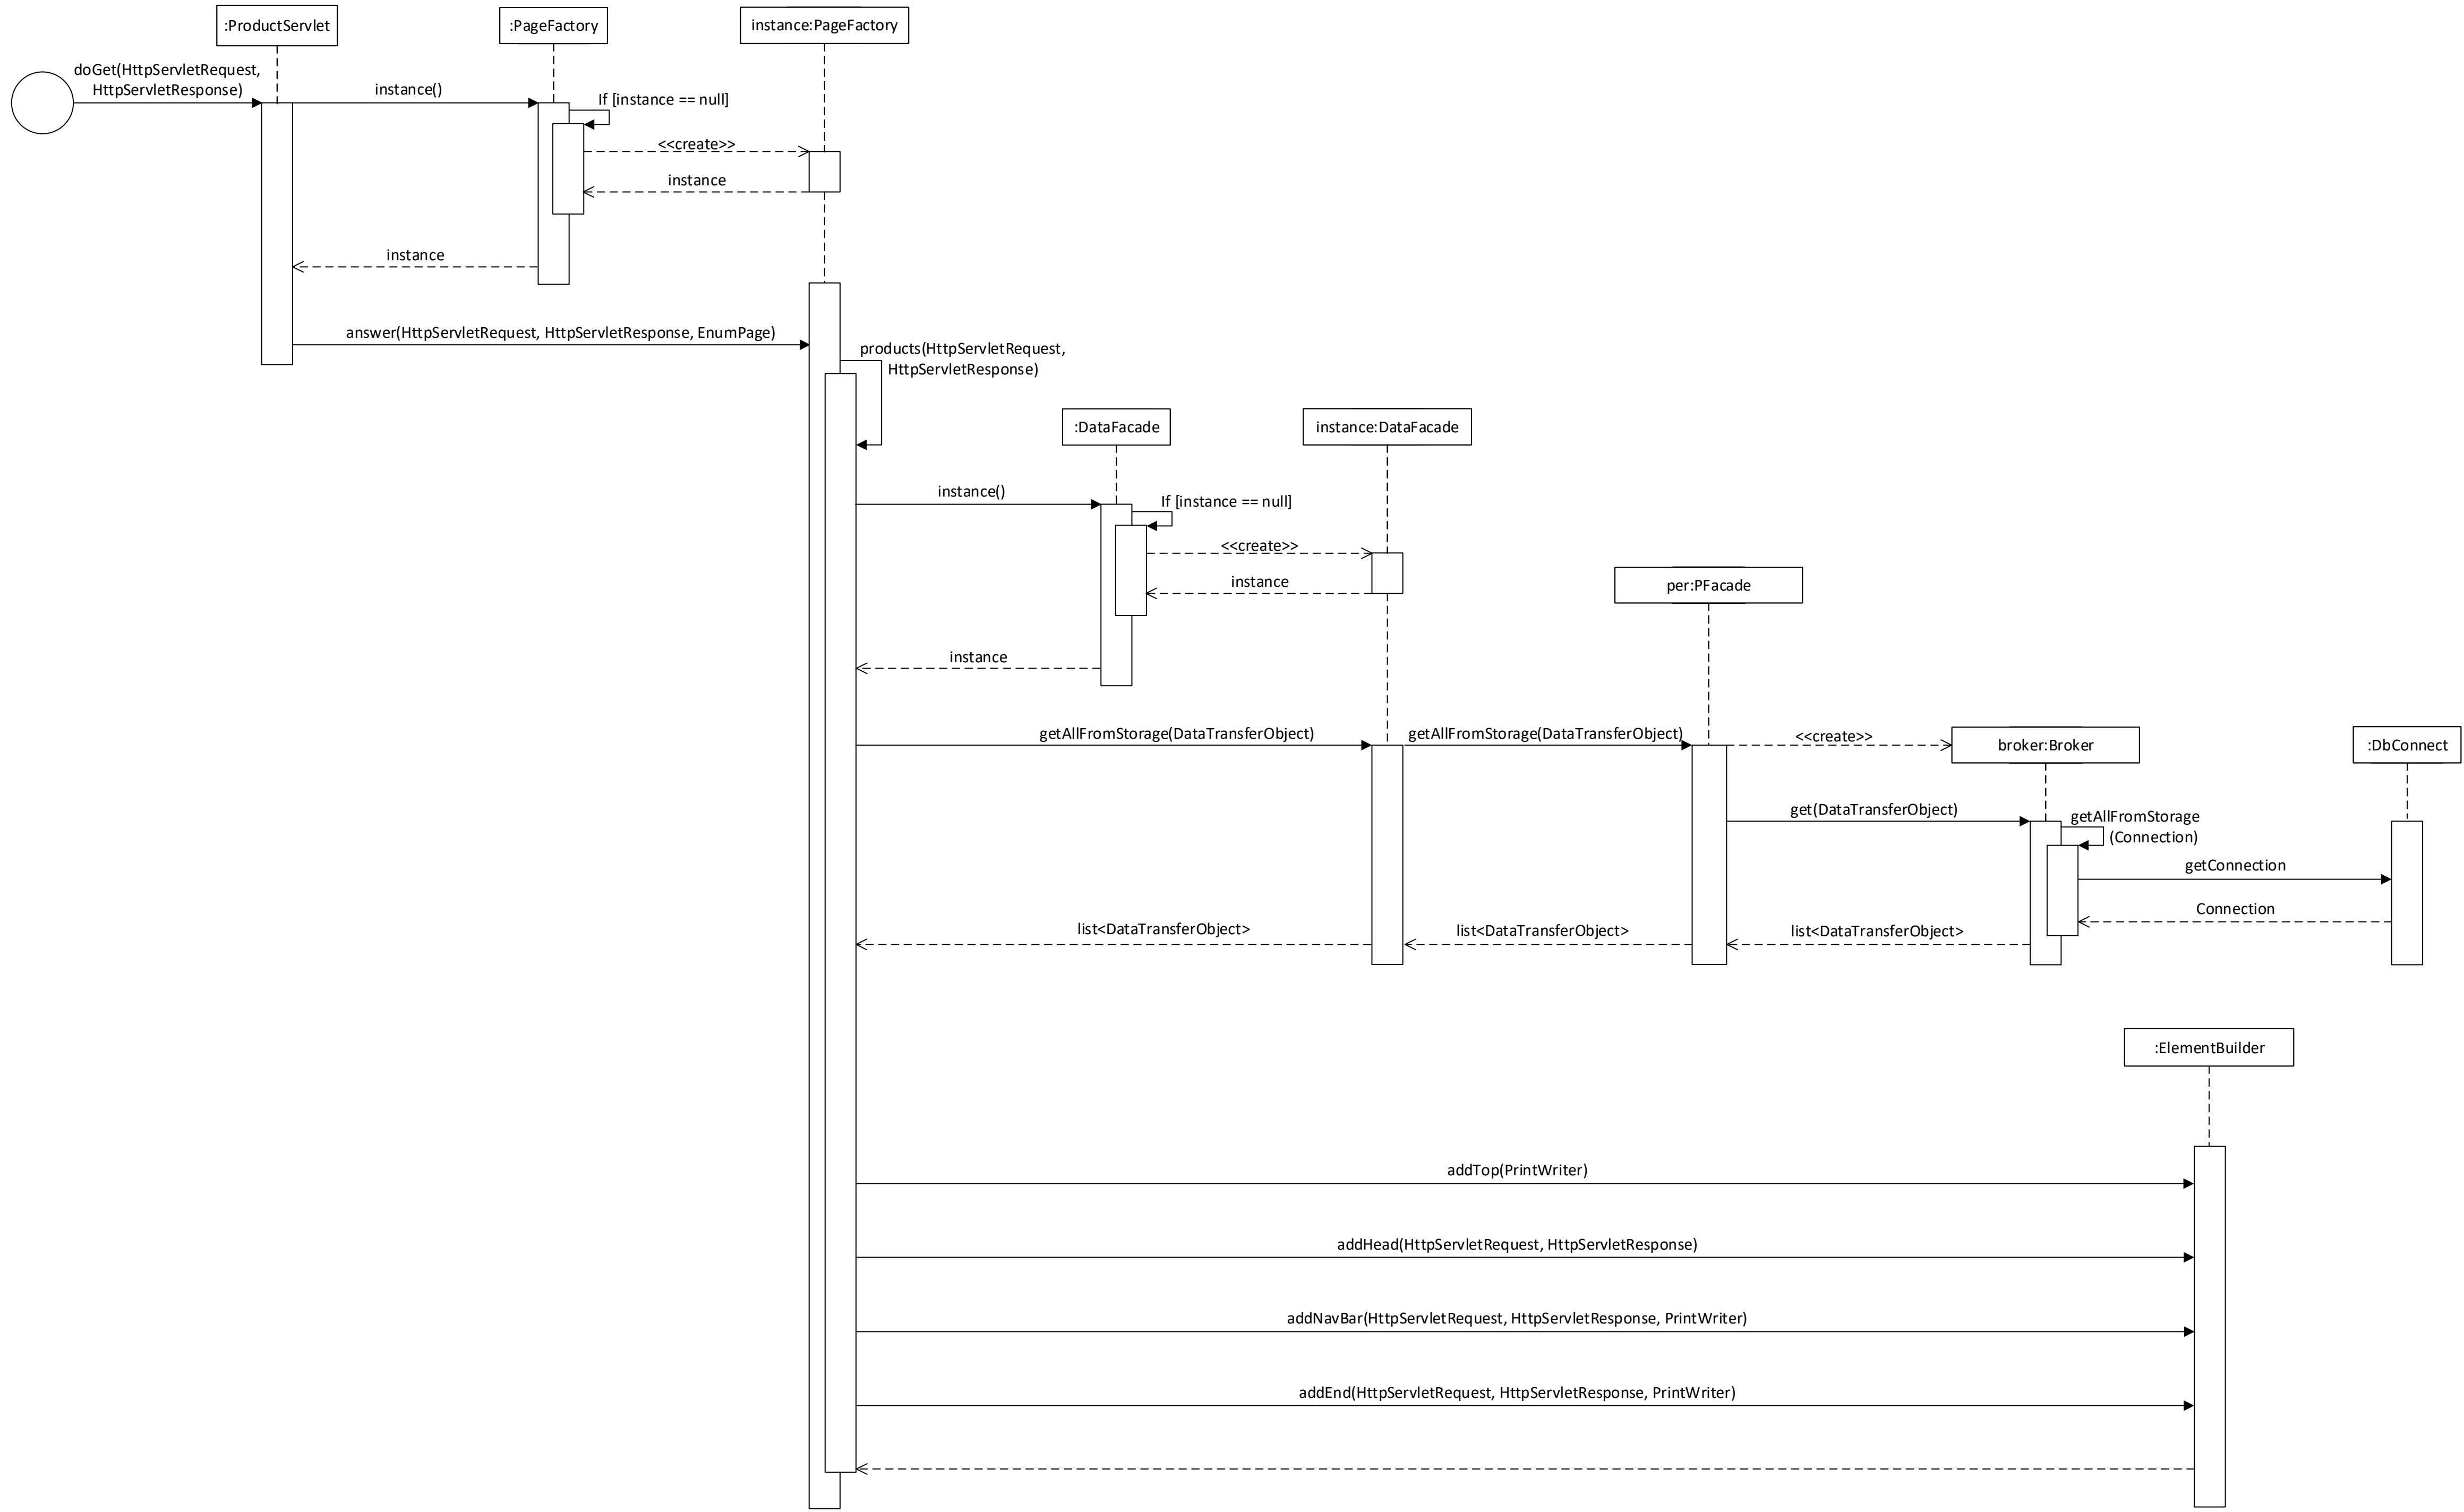 :ProductServlet
:PageFactory
instance:PageFactory
doGet(HttpServletRequest,
HttpServletResponse)
instance()
If [instance == null]
<<create>>
instance
instance
answer(HttpServletRequest, HttpServletResponse, EnumPage)
products(HttpServletRequest,
HttpServletResponse)
:DataFacade
instance:DataFacade
instance()
If [instance == null]
<<create>>
instance
per:PFacade
instance
getAllFromStorage(DataTransferObject)
getAllFromStorage(DataTransferObject)
<<create>>
broker:Broker
:DbConnect
get(DataTransferObject)
getAllFromStorage
(Connection)
getConnection
Connection
list<DataTransferObject>
list<DataTransferObject>
list<DataTransferObject>
:ElementBuilder
addTop(PrintWriter)
addHead(HttpServletRequest, HttpServletResponse)
addNavBar(HttpServletRequest, HttpServletResponse, PrintWriter)
addEnd(HttpServletRequest, HttpServletResponse, PrintWriter)